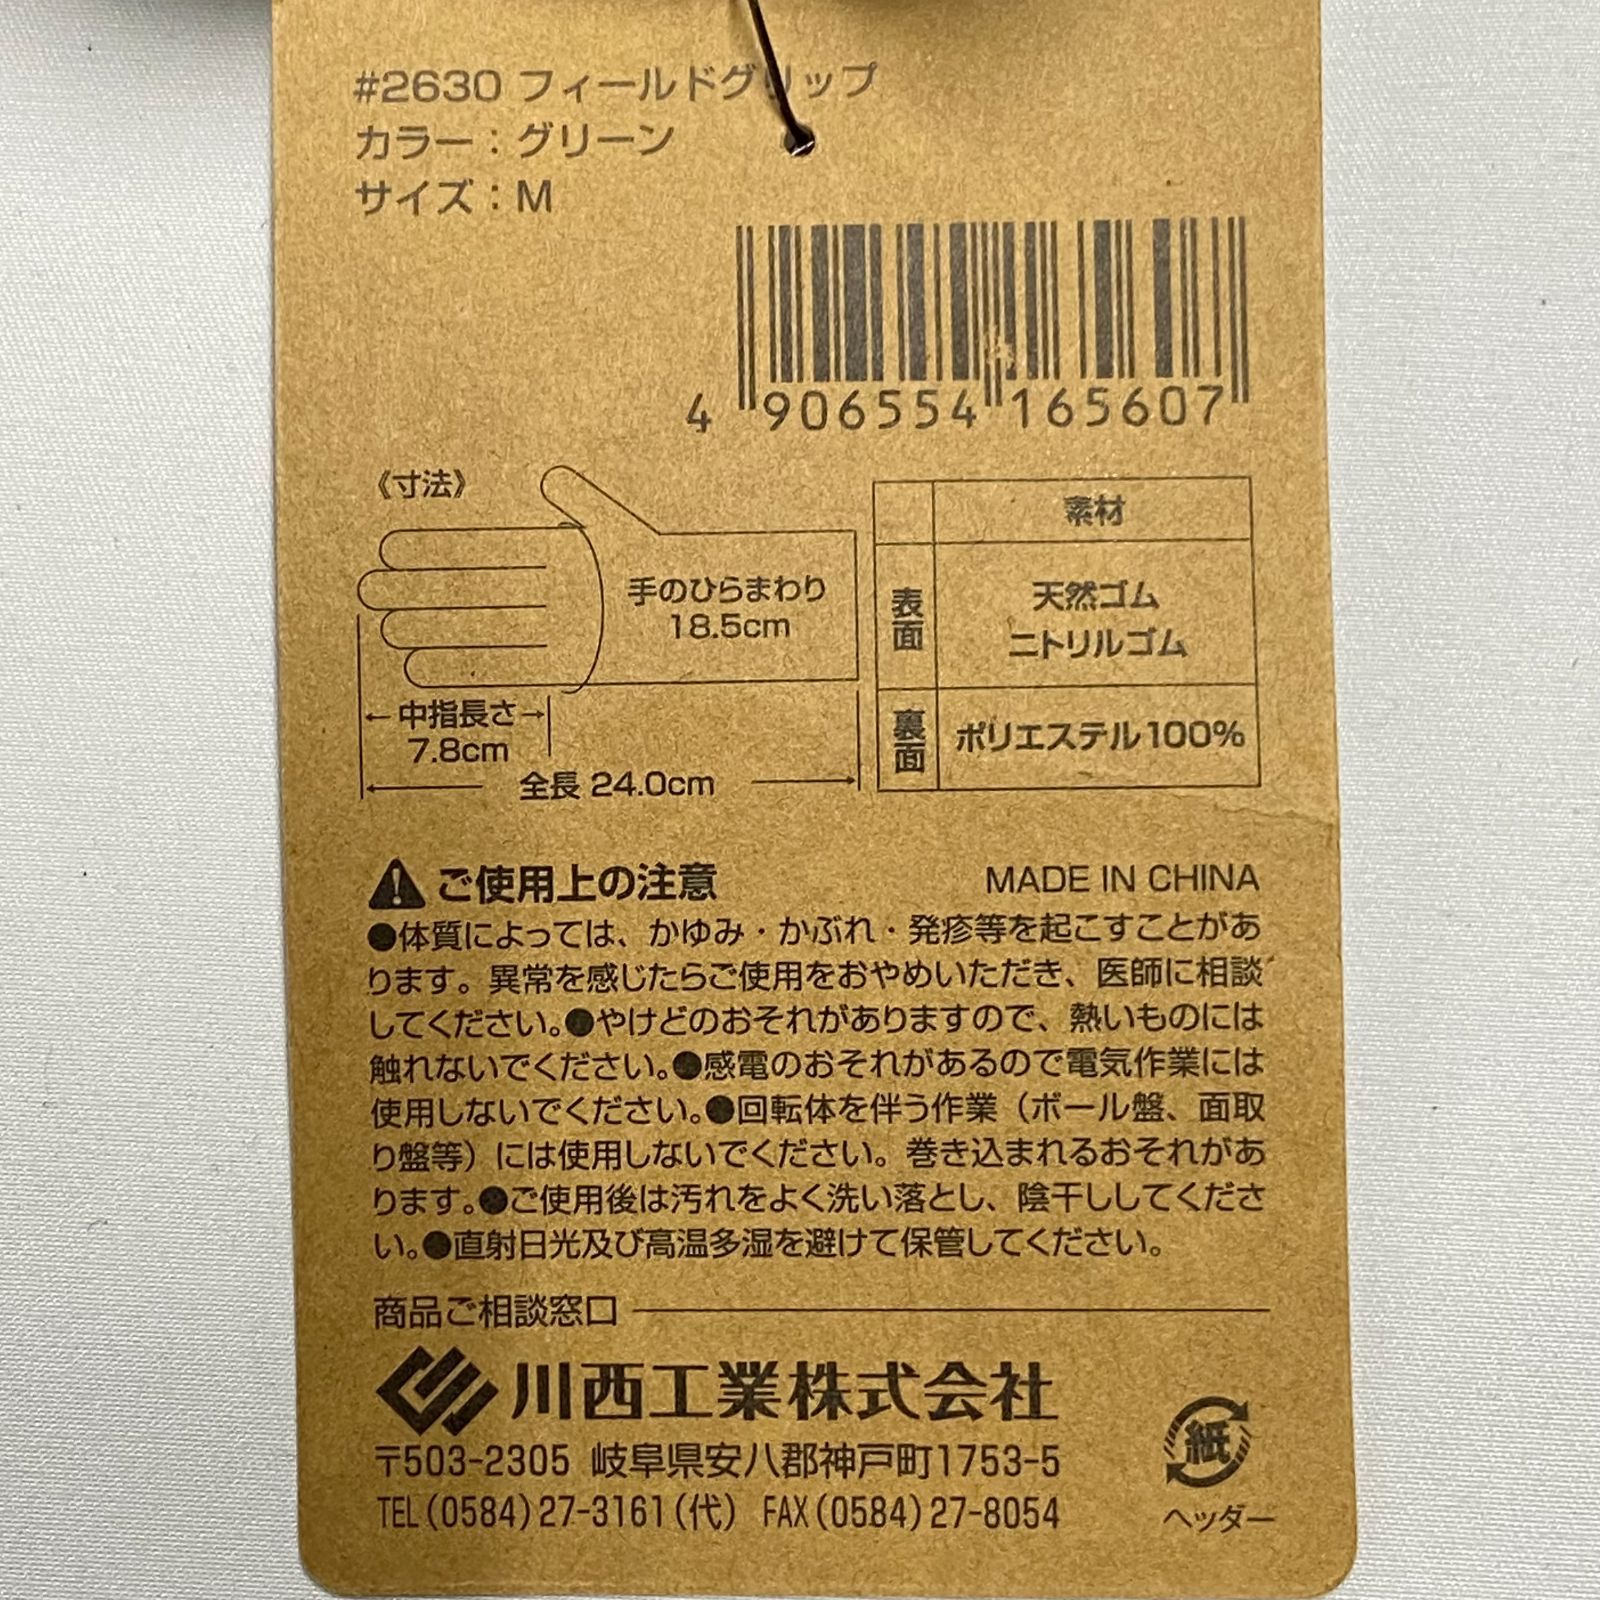 #2630 フィールドグリップ
カラー：グリーン
サイズ：M
4 906554 165607
《寸法》
手のひらまわり
18.5cm
中指長さ
7.8cm
全長 24.0cm
素材
表面
天然ゴム
ニトリルゴム
裏面
ポリエステル100%
ご使用上の注意
MADE IN CHINA
●体質によっては、かゆみ・かぶれ・発疹等を起こすことがあ
ります。異常を感じたらご使用をおやめいただき、医師に相談
してください。●やけどのおそれがありますので、熱いものには
触れないでください。●感電のおそれがあるので電気作業には
使用しないでください。●回転体を伴う作業（ボール盤、面取
り盤等）には使用しないでください。巻き込まれるおそれがあ
ります。●ご使用後は汚れをよく洗い落とし、陰干ししてくださ
い。●直射日光及び高温多湿を避けて保管してください。
商品ご相談窓口
川西工業株式会社
〒503-2305 岐阜県安八郡神戸町1753-5
TEL(0584)27-3161(代) FAX(0584)27-8054
紙
ヘッダー